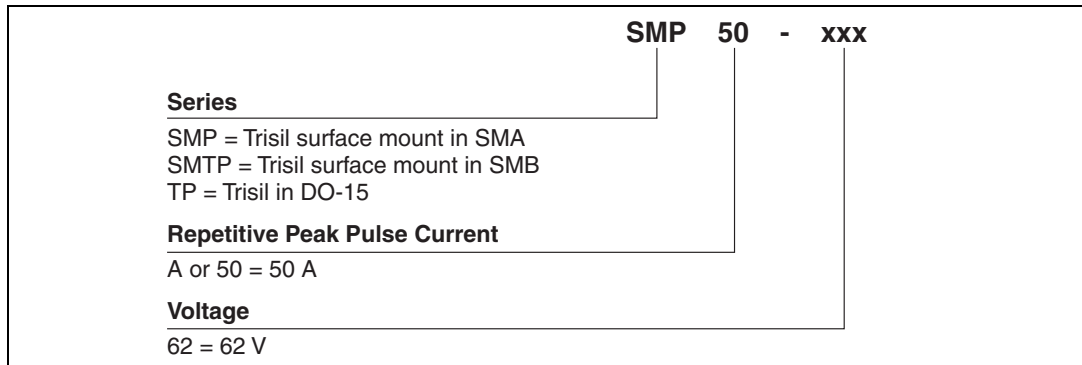 SMP 50 - xxx
Series
SMP = Trisil surface mount in SMA
SMTP = Trisil surface mount in SMB
TP = Trisil in DO-15
Repetitive Peak Pulse Current
A or 50 = 50 A
Voltage
62 = 62 V